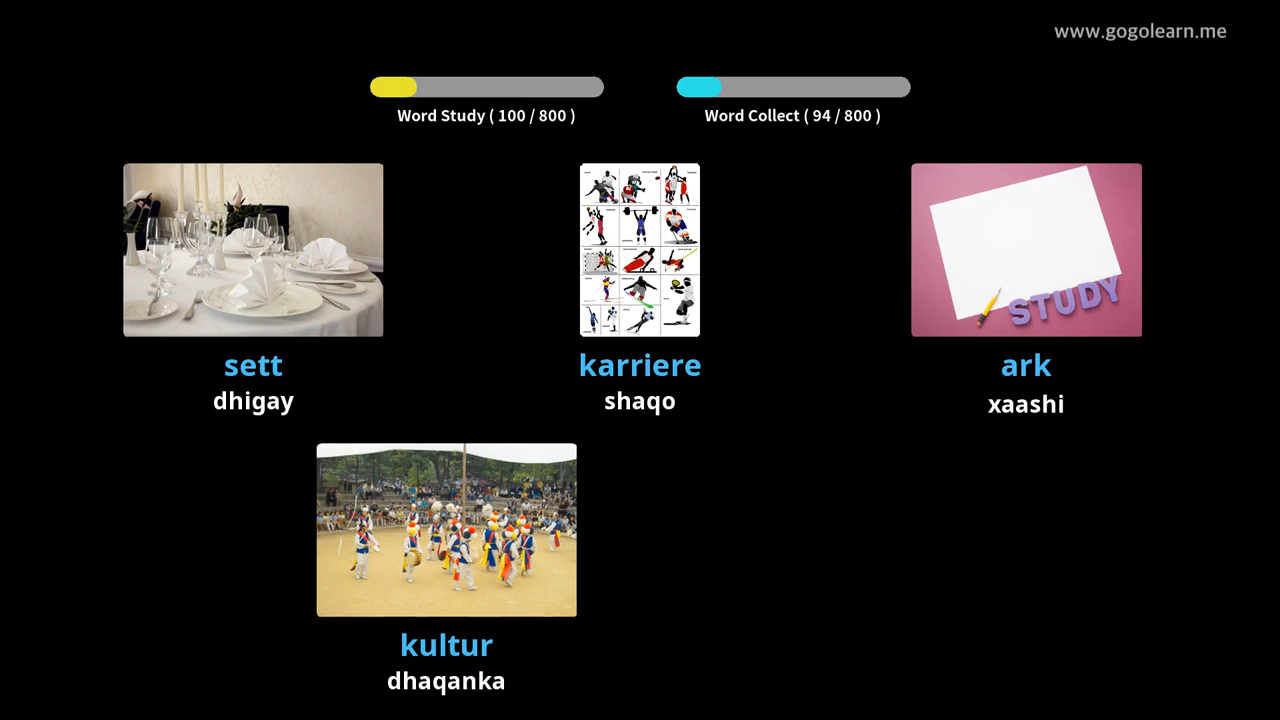 www.gogolearn.me
Word Study ( 100 / 800 )
Word Collect ( 94 / 800 )
STUDY
sett
karriere
ark
dhigay
shaqo
xaashi
kultur
dhaqanka